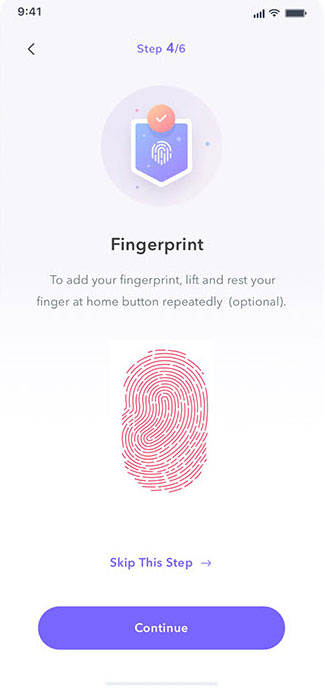 9:41
Step 4/6
Fingerprint
To add your fingerprint, lift and rest your
finger at home button repeatedly (optional).
Skip This Step →
Continue